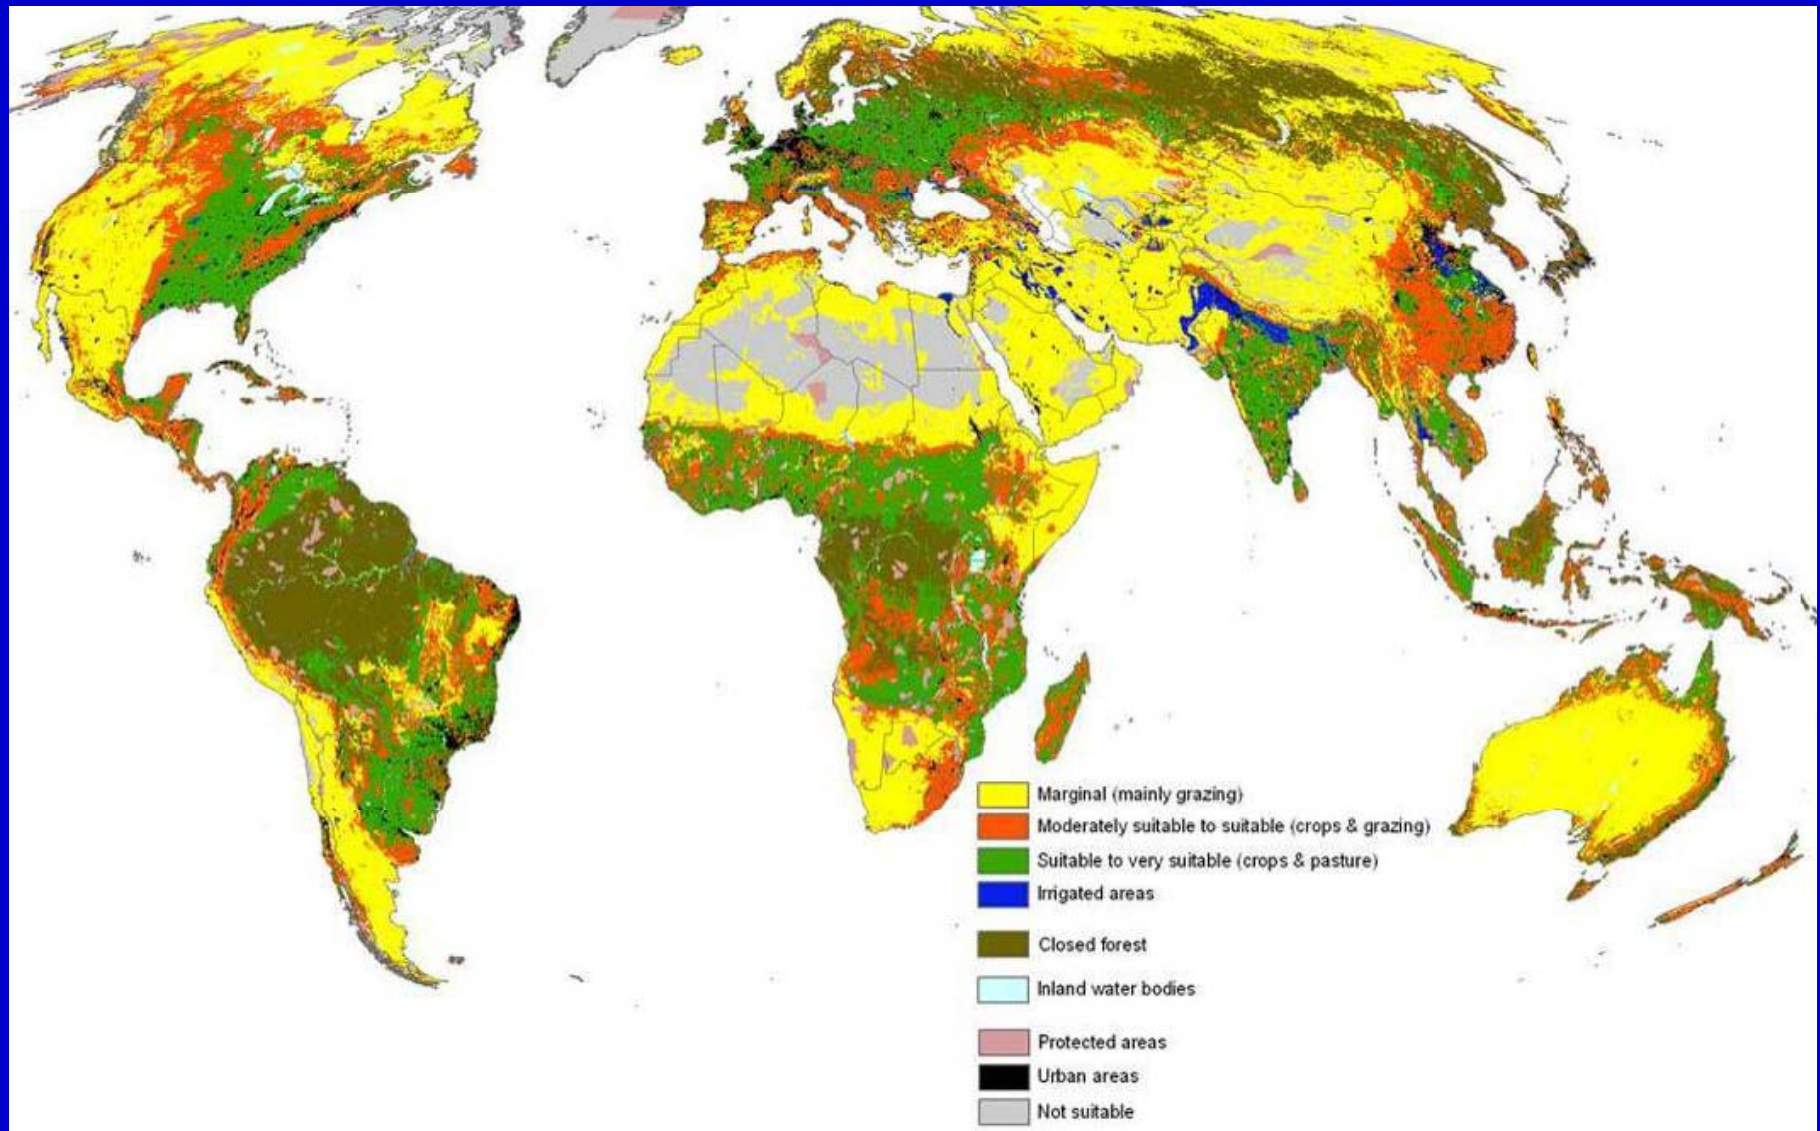 Marginal (mainly grazing)
Moderately suitable to suitable (crops & grazing)
Suitable to very suitable (crops & pasture)
Irrigated areas
Closed forest
Inland water bodies
Protected areas
Urban areas
Not suitable